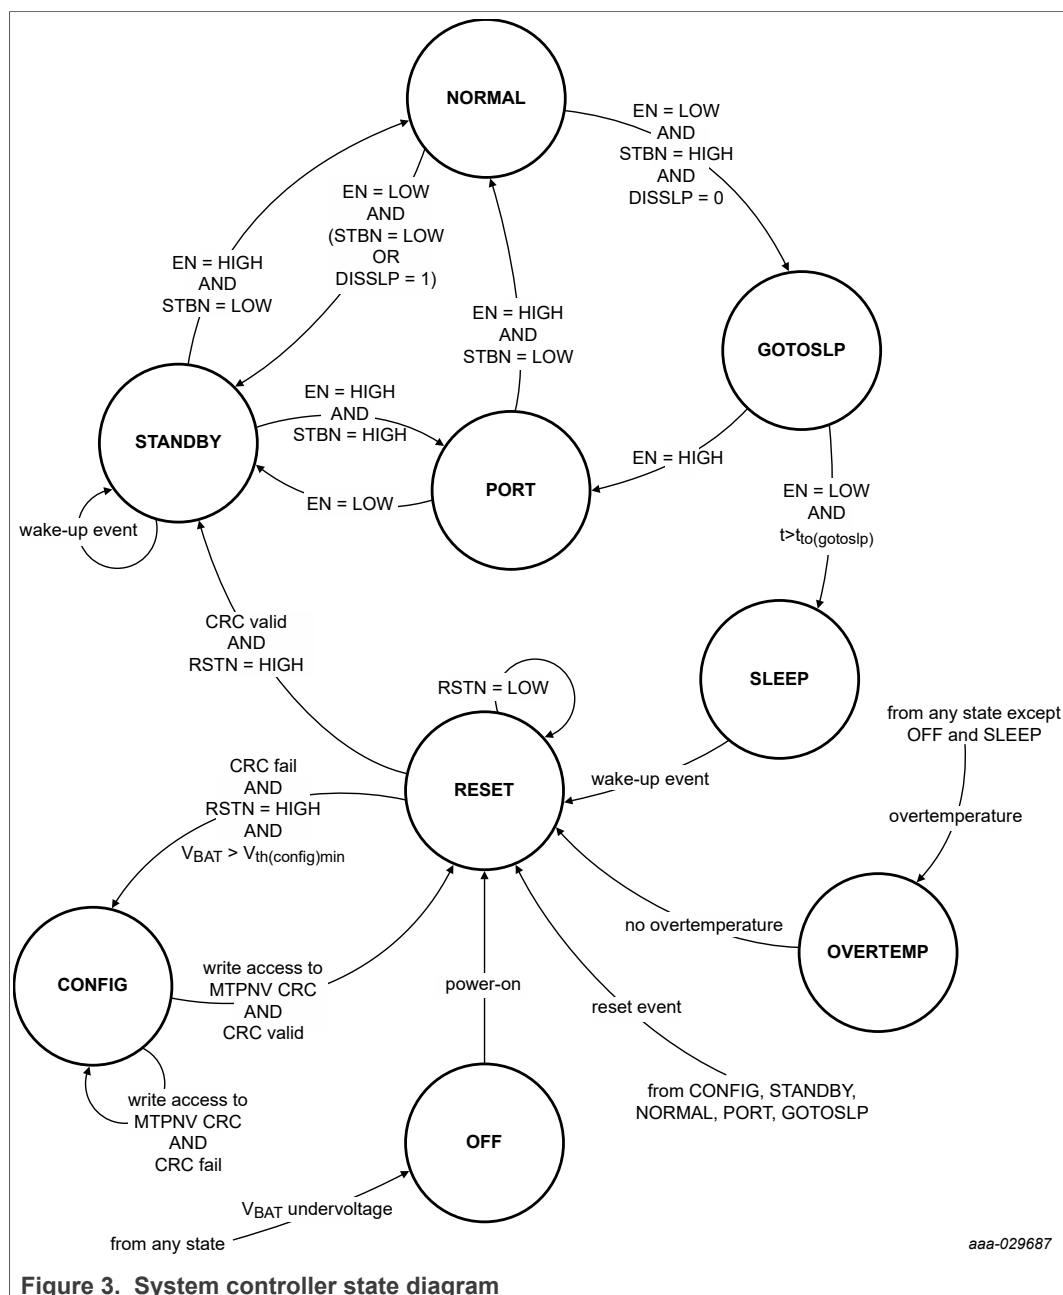 NORMAL
EN = LOW
AND
STBN = HIGH
AND
DISSLP = 0
EN = LOW
AND
(STBN = LOW
OR
DISSLP = 1)
EN = HIGH
AND
STBN = LOW
EN = HIGH
AND
STBN = LOW
GOTOSLP
STANDBY
EN = HIGH
AND
STBN = HIGH
EN = LOW
PORT
EN = HIGH
EN = LOW
AND
t>tto(gotoslp)
wake-up event
CRC valid
AND
RSTN = HIGH
SLEEP
RSTN = LOW
from any state except
OFF and SLEEP
overtemperature
RESET
wake-up event
CRC fail
AND
RSTN = HIGH
AND
VBAT > Vth(config)min
no overtemperature
OVERTEMP
CONFIG
write access to
MTPNV CRC
AND
CRC valid
power-on
reset event
write access to
MTPNV CRC
AND
CRC fail
from CONFIG, STANDBY,
NORMAL, PORT, GOTOSLP
OFF
VBAT undervoltage
from any state
aaa-029687
Figure 3. System controller state diagram